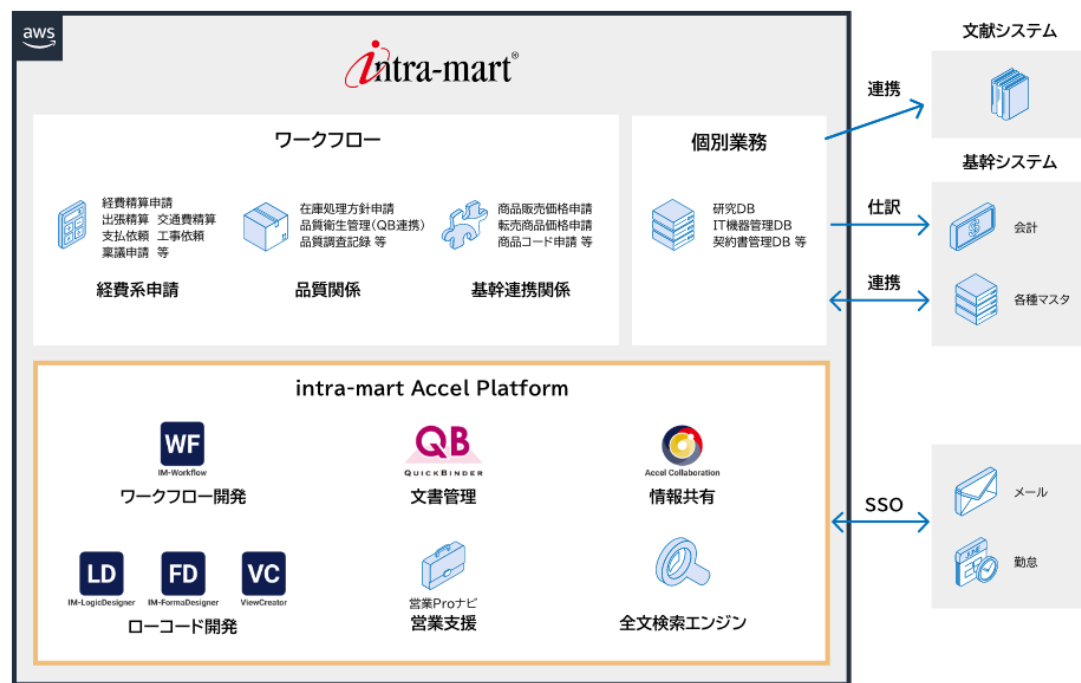 aws
intra-mart®
ワークフロー
経費精算申請
出張精算 交通費精算
支払依頼 工事依頼
稟議申請 等
経費系申請
在庫処理方針申請
品質衛生管理(QB連携)
品質調査記録 等
品質関係
商品販売価格申請
転売商品価格申請
商品コード申請 等
基幹連携関係
個別業務
研究DB
IT機器管理DB
契約書管理DB 等
連携
仕訳
連携
文献システム
基幹システム
会計
各種マスタ
intra-mart Accel Platform
WF
IM-Workflow
ワークフロー開発
QB
QUICKBINDER
文書管理
Accel Collaboration
情報共有
LD
IM-LogicDesigner
FD
IM-FormaDesigner
VC
ViewCreator
ローコード開発
営業Proナビ
営業支援
全文検索エンジン
SSO
メール
勤怠